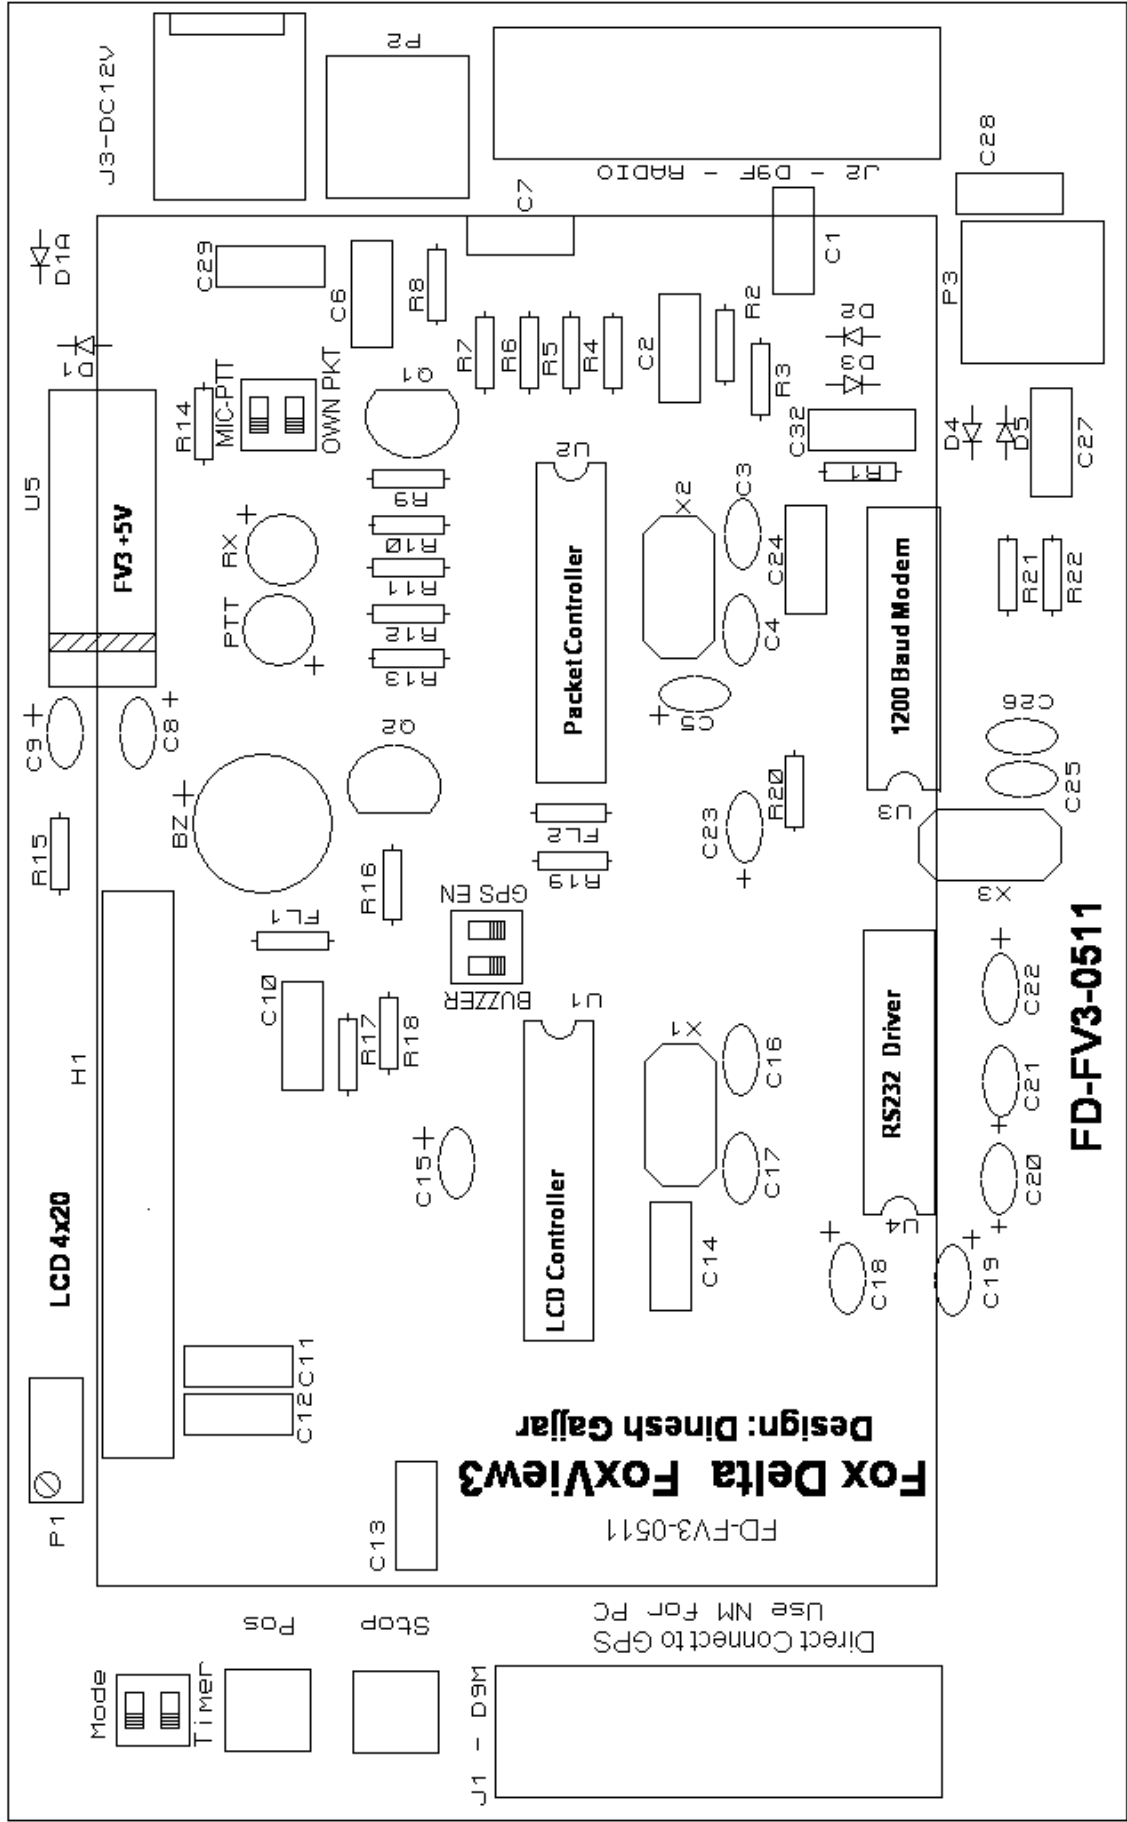 J3-DC12V
P2
J2 - D9F - RADIO
C28
D1A
C29
C6
R8
C7
C1
P3
D1
R7
R6
R5
R4
C2
R2
R3
D2
D3
U5
FV3 +5V
R14
MIC-PTT
OWN PKT
Q1
U2
C32
R1
D4
D5
C27
RX
PTT
R9
R10
R11
R12
R13
Packet Controller
X2
C3
C4
C5
C24
1200 Baud Modem
U3
R21
R22
C9
C8
BZ
Q2
C23
R20
C26
C25
R15
R16
FL2
R19
GPS EN
BUZZER
X3
FL1
C10
R17
R18
U1
LCD Controller
X1
C16
C17
RS232 Driver
U4
C22
C21
C20
FD-FV3-0511
H1
LCD 4x20
C15
C14
C18
C19
P1
C11
C12
C13
Design: Dinesh Gajjar
Fox Delta FoxView3
FD-FV3-0511
Mode
Timer
Pos
Stop
Use NM For PC
Direct Connect to GPS
J1 - D9M